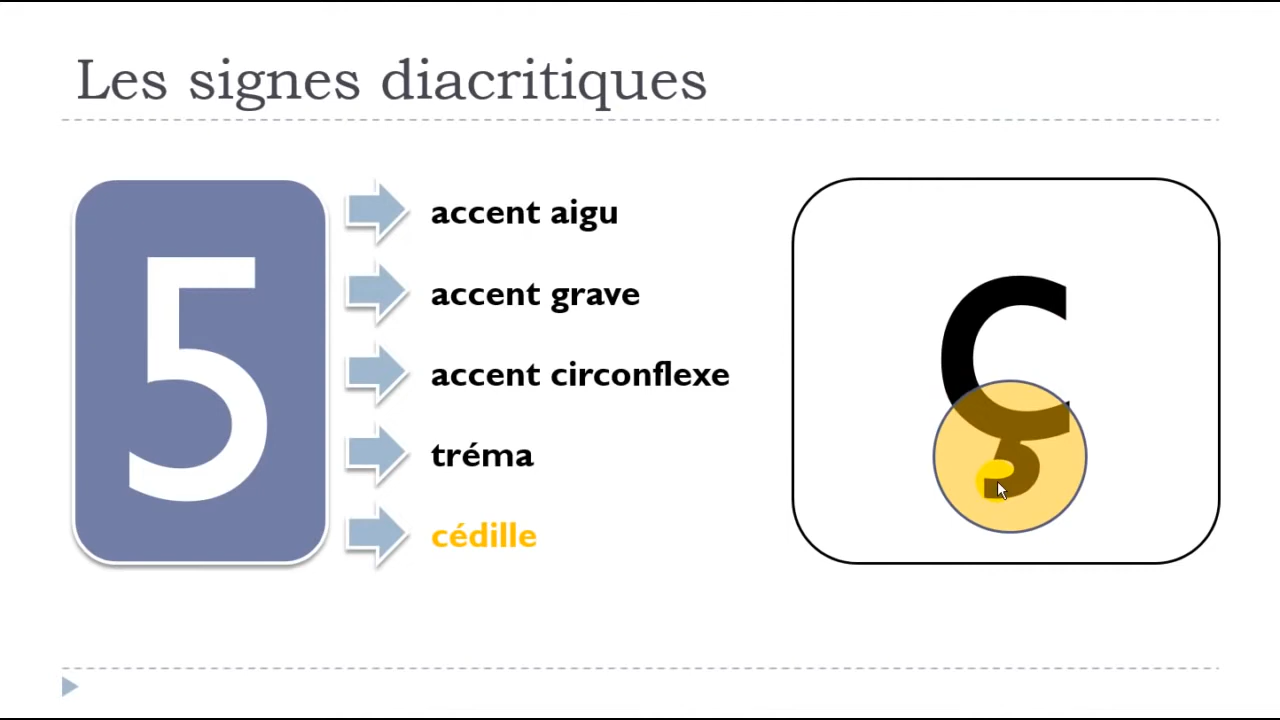 Les signes diacritiques
5
accent aigu
accent grave
accent circonflexe
tréma
cédille
ç